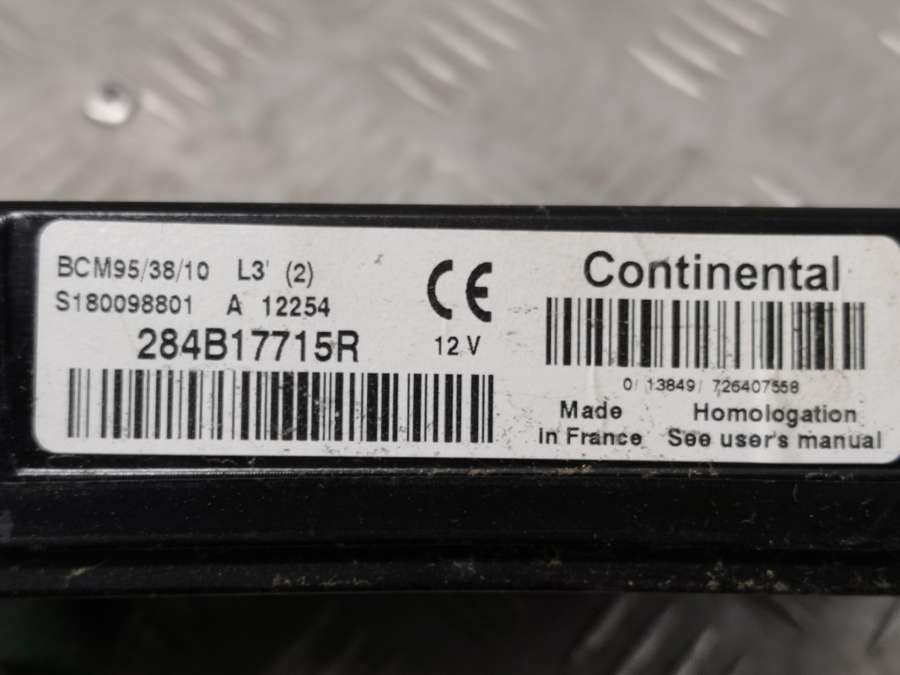 BCM95/38/10 L3' (2)
S180098801 A 12254
284B17715R
CE
12 V
Continental
0/ 13849/ 726407558
Made
In France
Homologation
See user's manual